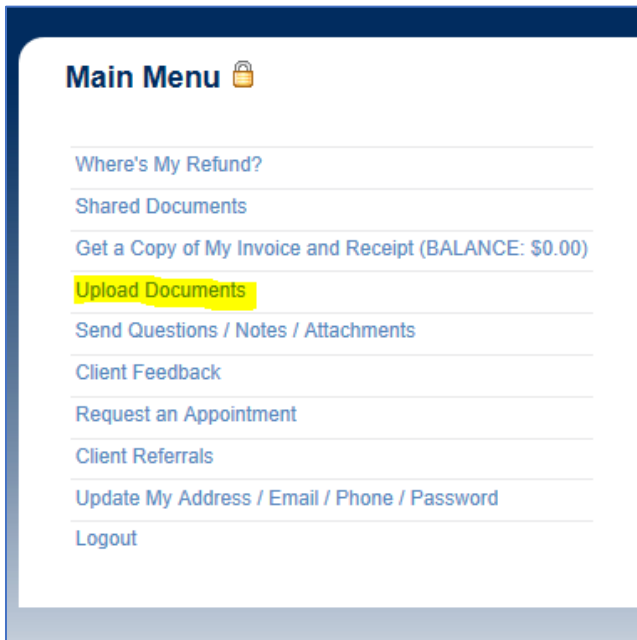 Main Menu
Where's My Refund?
Shared Documents
Get a Copy of My Invoice and Receipt (BALANCE: $0.00)
Upload Documents
Send Questions / Notes / Attachments
Client Feedback
Request an Appointment
Client Referrals
Update My Address / Email / Phone / Password
Logout